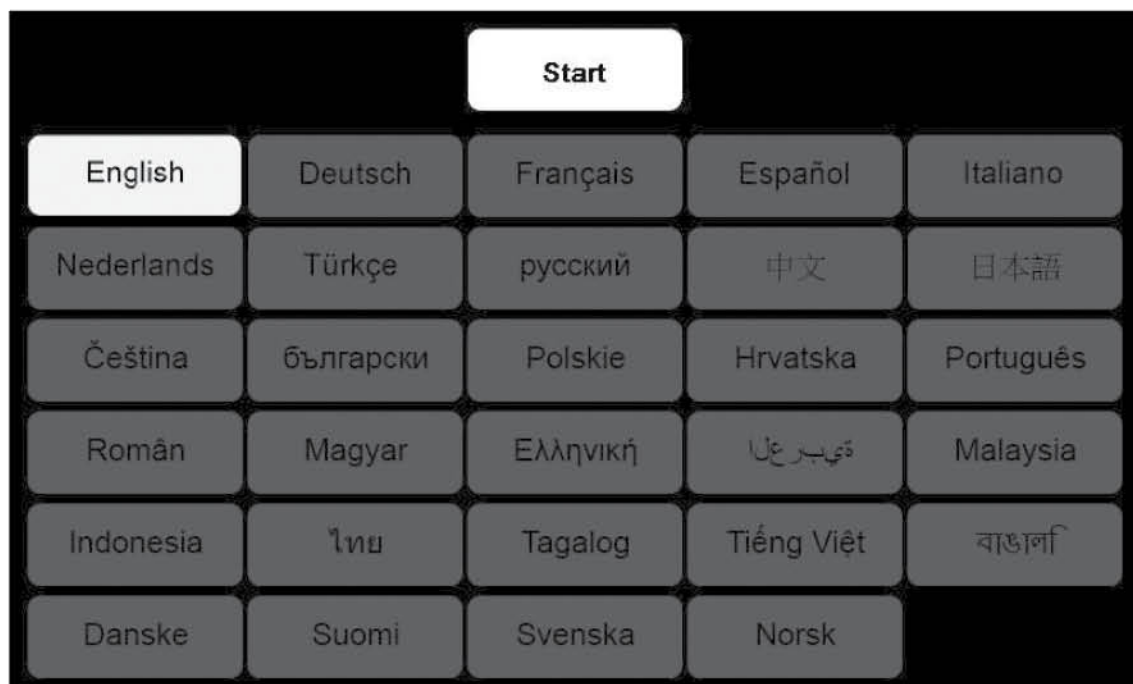 Start
English Deutsch Français Español Italiano
Nederlands Türkçe русский 中文 日本語
Čeština български Polskie Hrvatska Português
Român Magyar Ελληνική ةيبرعلا Malaysia
Indonesia ไทย Tagalog Tiếng Việt বাঙালি
Danske Suomi Svenska Norsk